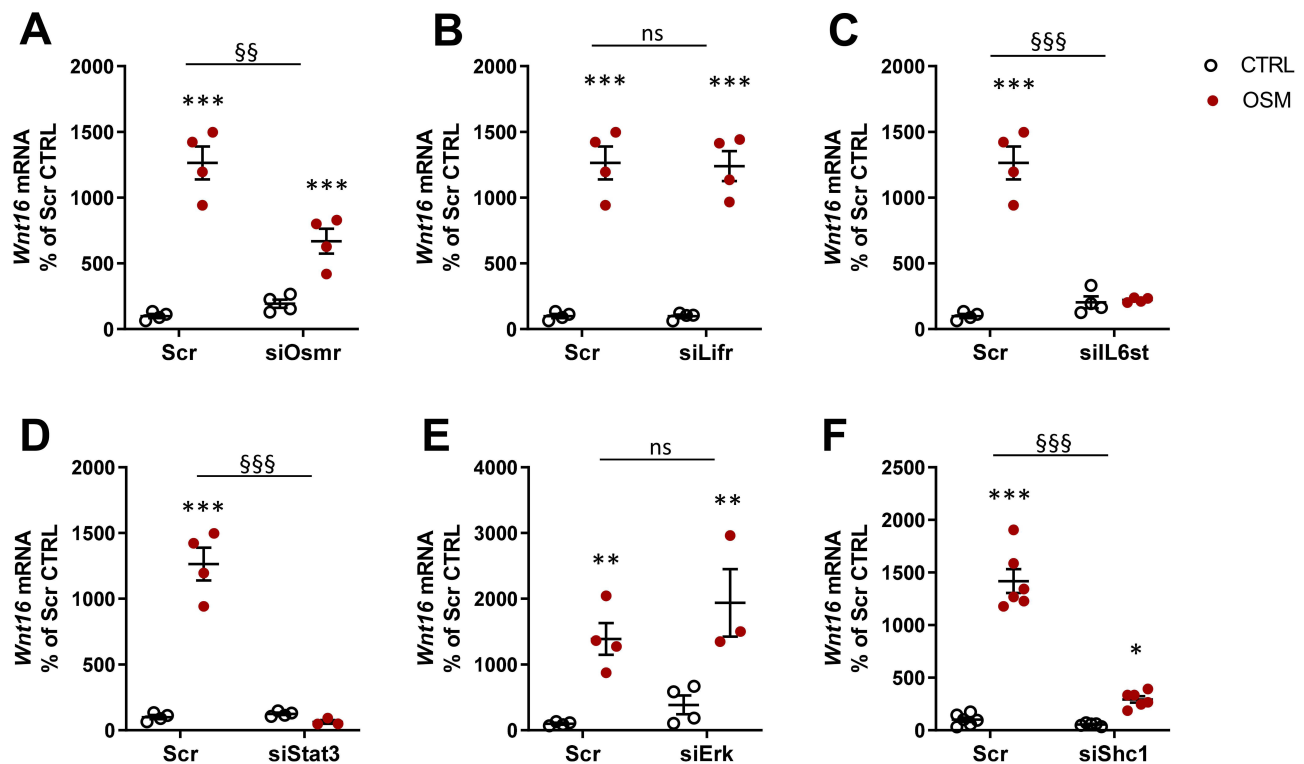 A
§§
2000
1500
1000
500
0
Wnt16 mRNA
% of Scr CTRL
***
***
Scr
siOsmr
B
ns
2000
1500
1000
500
0
Wnt16 mRNA
% of Scr CTRL
***
***
Scr
siLifr
C
§§§
2000
1500
1000
500
0
Wnt16 mRNA
% of Scr CTRL
***
Scr
siIL6st
CTRL
OSM
D
§§§
2000
1500
1000
500
0
Wnt16 mRNA
% of Scr CTRL
***
Scr
siStat3
E
ns
4000
3000
2000
1000
0
Wnt16 mRNA
% of Scr CTRL
**
**
Scr
siErk
F
§§§
2500
2000
1500
1000
500
0
Wnt16 mRNA
% of Scr CTRL
***
*
Scr
siShc1